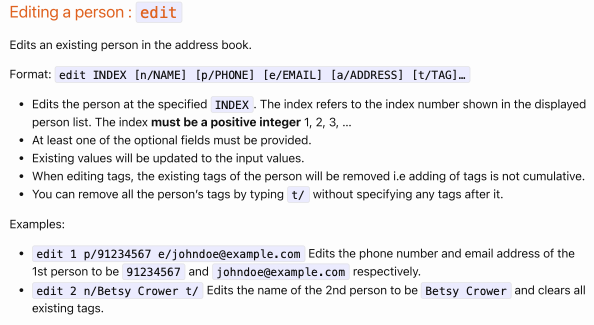 Editing a person : edit
Edits an existing person in the address book.
Format: edit INDEX [n/NAME] [p/PHONE] [e/EMAIL] [a/ADDRESS] [t/TAG]…
• Edits the person at the specified INDEX. The index refers to the index number shown in the displayed
person list. The index must be a positive integer 1, 2, 3, …
• At least one of the optional fields must be provided.
• Existing values will be updated to the input values.
• When editing tags, the existing tags of the person will be removed i.e adding of tags is not cumulative.
• You can remove all the person's tags by typing t/ without specifying any tags after it.
Examples:
• edit 1 p/91234567 e/johndoe@example.com Edits the phone number and email address of the
1st person to be 91234567 and johndoe@example.com respectively.
• edit 2 n/Betsy Crower t/ Edits the name of the 2nd person to be Betsy Crower and clears all
existing tags.